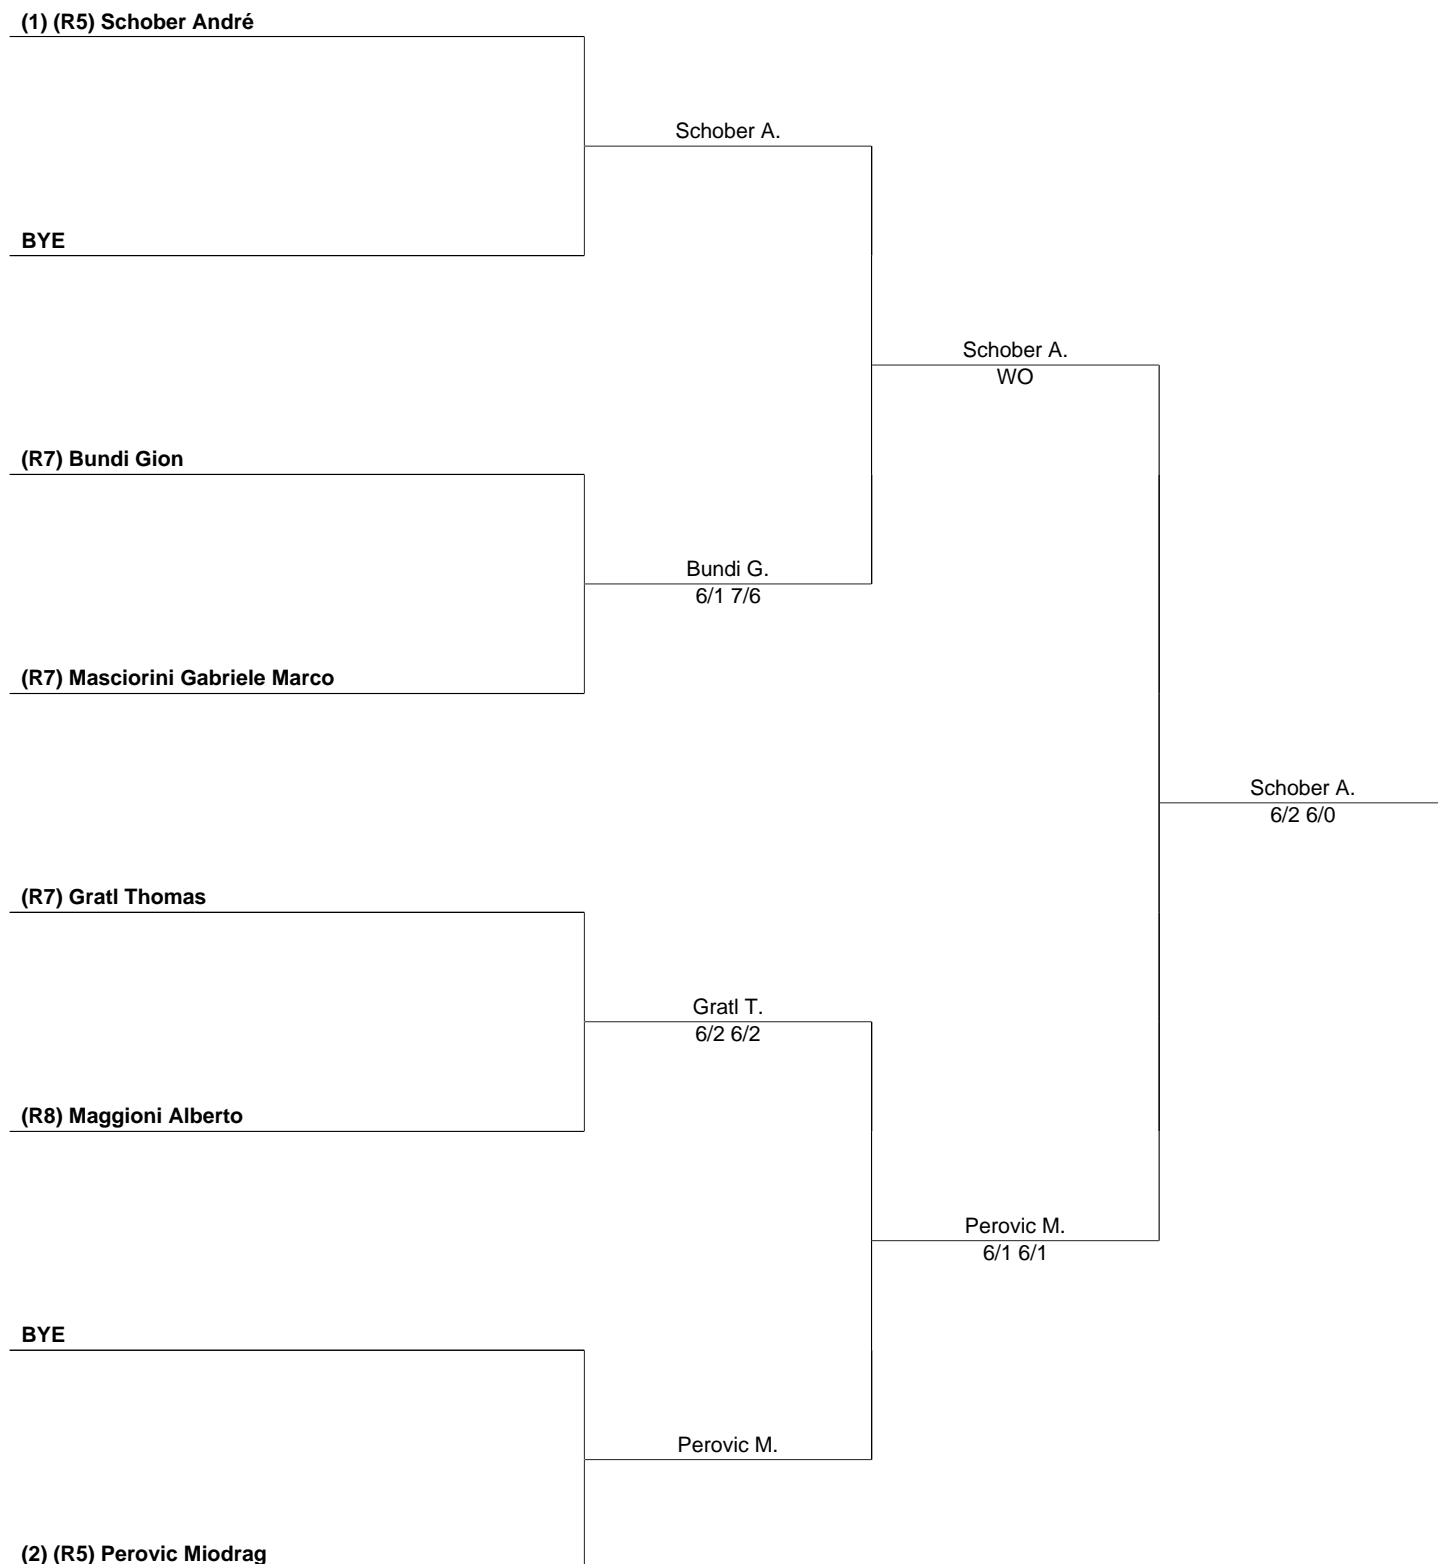 (1) (R5) Schober André
Schober A.
BYE
Schober A.
WO
(R7) Bundi Gion
Bundi G.
6/1 7/6
(R7) Masciorini Gabriele Marco
Schober A.
6/2 6/0
(R7) Gratl Thomas
Gratl T.
6/2 6/2
(R8) Maggioni Alberto
Perovic M.
6/1 6/1
BYE
Perovic M.
(2) (R5) Perovic Miodrag